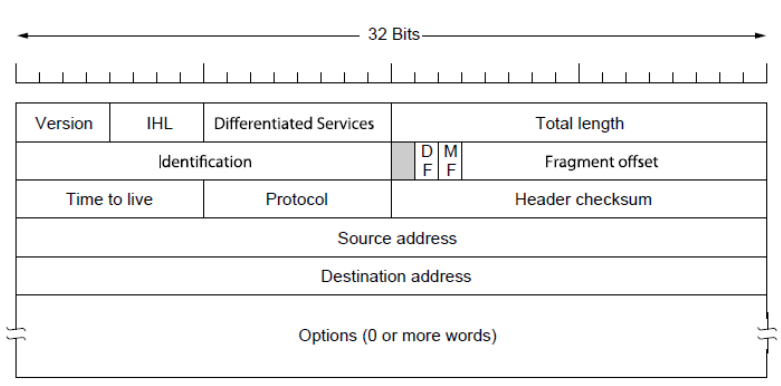 32 Bits
Version IHL Differentiated Services Total length
Identification D F M F Fragment offset
Time to live Protocol Header checksum
Source address
Destination address
Options (0 or more words)